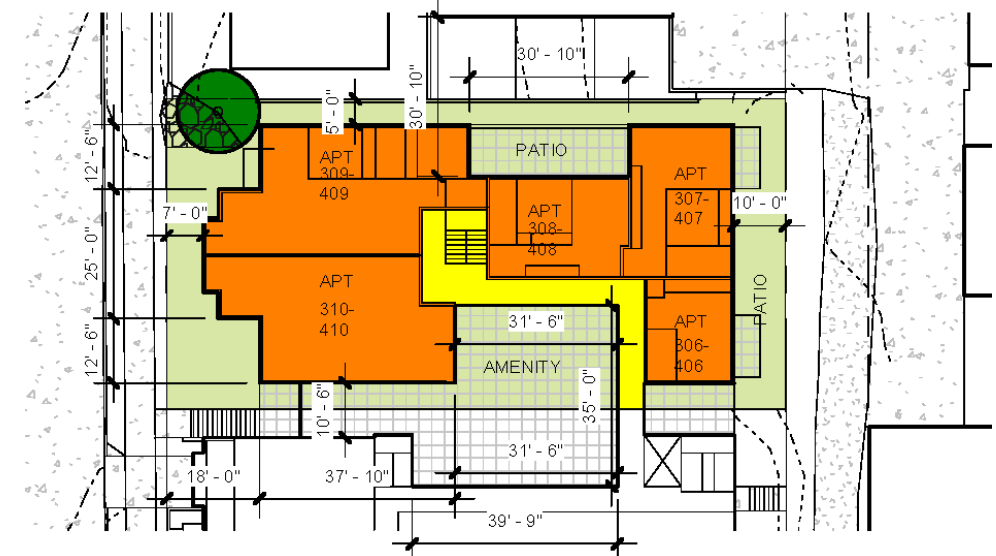 30' - 10"
30' - 10"
5' - 0"
12' - 6"
PATIO
APT
309-
409
APT
307-
407
7' - 0"
10' - 0"
APT
308-
408
25' - 0"
APT
310-
410
PATIO
31' - 6"
APT
306-
406
12' - 6"
AMENITY
35' - 0"
10' - 6"
31' - 6"
18' - 0"
37' - 10"
39' - 9"